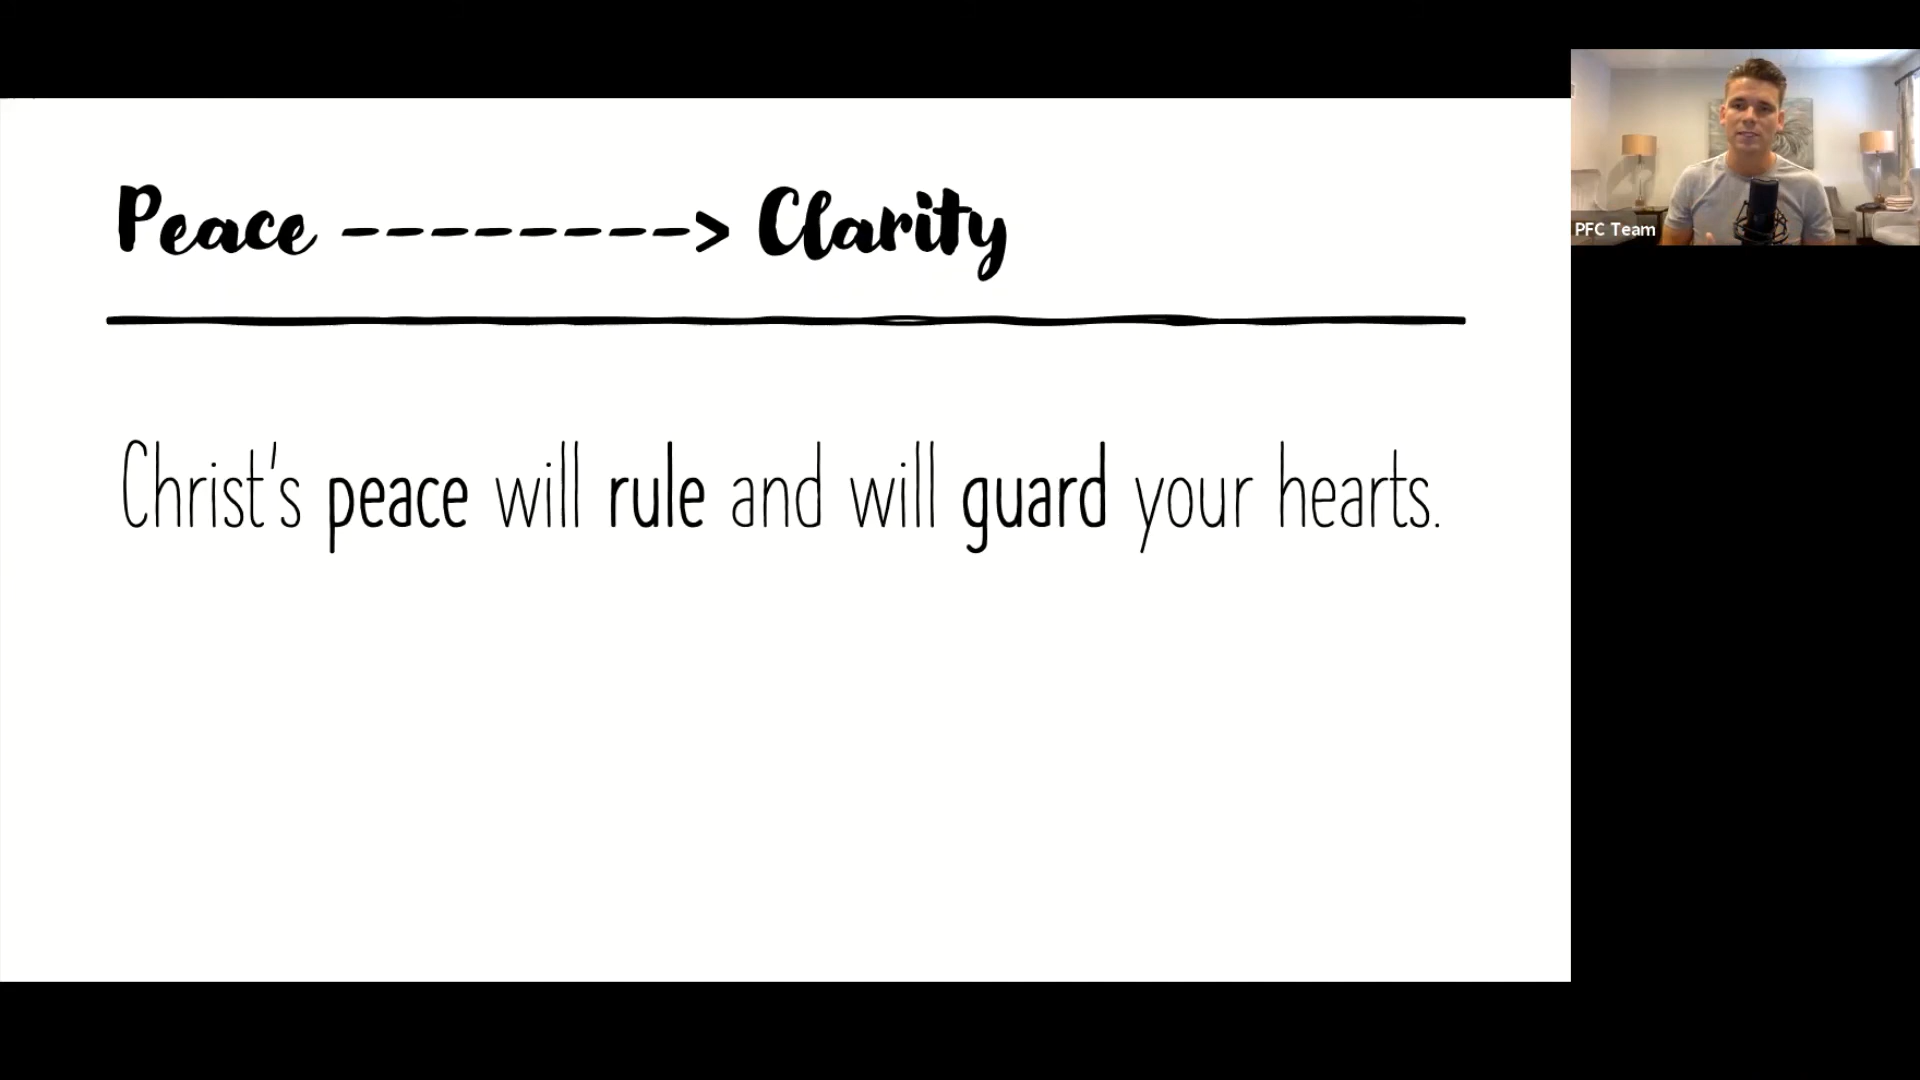 Peace ---------> Clarity
Christ's peace will rule and will guard your hearts.
PFC Team